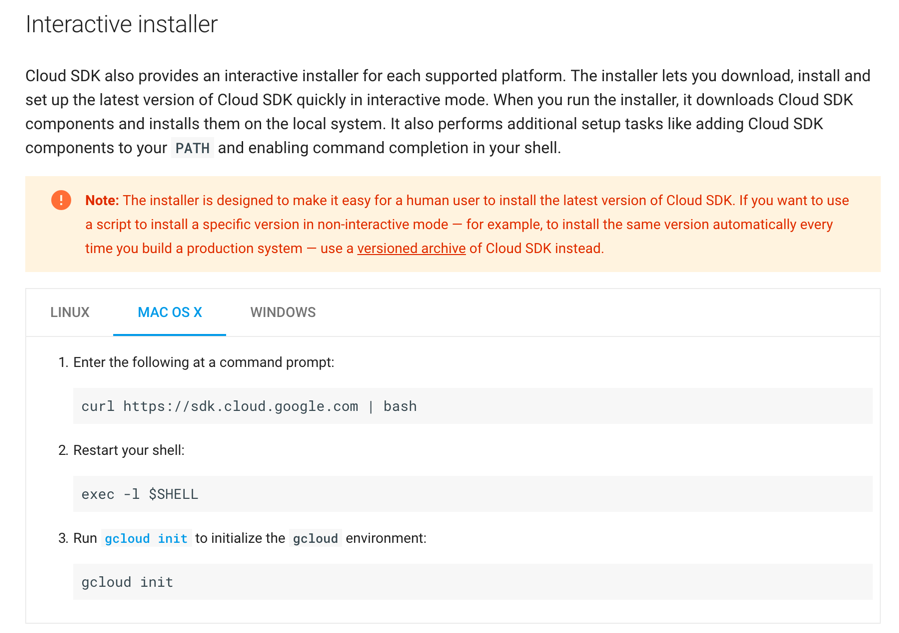 Interactive installer
Cloud SDK also provides an interactive installer for each supported platform. The installer lets you download, install and
set up the latest version of Cloud SDK quickly in interactive mode. When you run the installer, it downloads Cloud SDK
components and installs them on the local system. It also performs additional setup tasks like adding Cloud SDK
components to your PATH and enabling command completion in your shell.
Note: The installer is designed to make it easy for a human user to install the latest version of Cloud SDK. If you want to use
a script to install a specific version in non-interactive mode — for example, to install the same version automatically every
time you build a production system — use a versioned archive of Cloud SDK instead.
LINUX MAC OS X WINDOWS
1. Enter the following at a command prompt:
curl https://sdk.cloud.google.com | bash
2. Restart your shell:
exec -l $SHELL
3. Run gcloud init to initialize the gcloud environment:
gcloud init